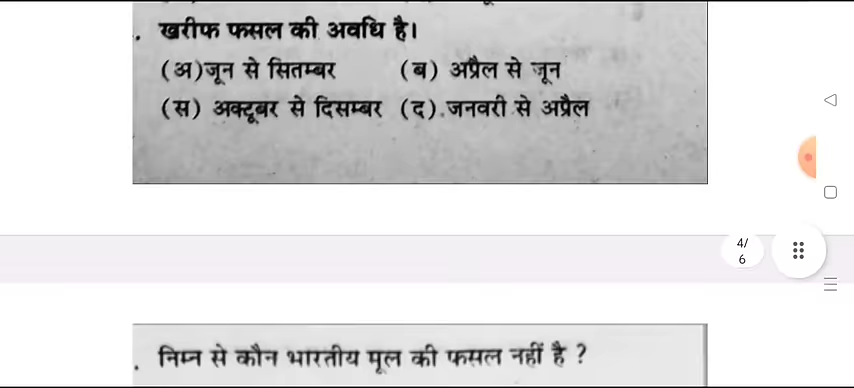 . खरीफ फसल की अवधि है।
(अ)जून से सितम्बर (ब) अप्रैल से जून
(स) अक्टूबर से दिसम्बर (द) जनवरी से अप्रैल
4/
6
. निम्न से कौन भारतीय मूल की फसल नहीं है ?